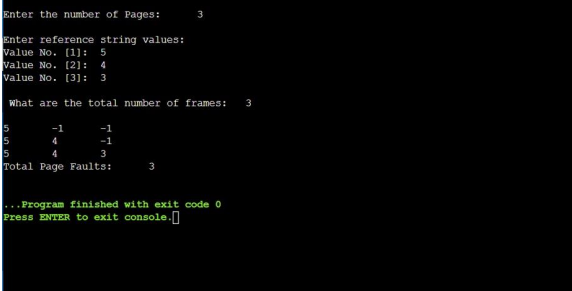 Enter the number of Pages: 3
Enter reference string values:
Value No. [1]: 5
Value No. [2]: 4
Value No. [3]: 3
What are the total number of frames: 3
5 -1 -1
5 4 -1
5 4 3
Total Page Faults: 3
...Program finished with exit code 0
Press ENTER to exit console.